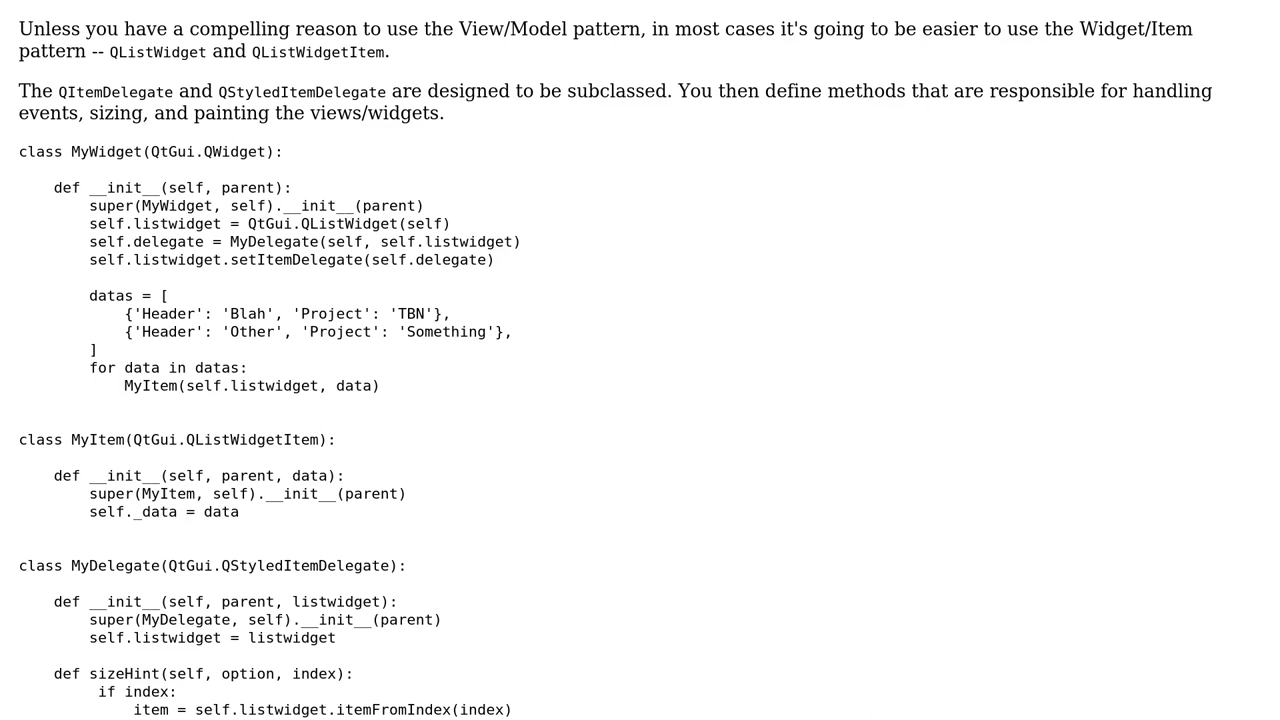 Unless you have a compelling reason to use the View/Model pattern, in most cases it's going to be easier to use the Widget/Item
pattern -- QListWidget and QListWidgetItem.
The QItemDelegate and QStyledItemDelegate are designed to be subclassed. You then define methods that are responsible for handling
events, sizing, and painting the views/widgets.
class MyWidget(QtGui.QWidget):
    def __init__(self, parent):
        super(MyWidget, self).__init__(parent)
        self.listwidget = QtGui.QListWidget(self)
        self.delegate = MyDelegate(self, self.listwidget)
        self.listwidget.setItemDelegate(self.delegate)
        datas = [
            {'Header': 'Blah', 'Project': 'TBN'},
            {'Header': 'Other', 'Project': 'Something'},
        ]
        for data in datas:
            MyItem(self.listwidget, data)
class MyItem(QtGui.QListWidgetItem):
    def __init__(self, parent, data):
        super(MyItem, self).__init__(parent)
        self._data = data
class MyDelegate(QtGui.QStyledItemDelegate):
    def __init__(self, parent, listwidget):
        super(MyDelegate, self).__init__(parent)
        self.listwidget = listwidget
    def sizeHint(self, option, index):
         if index:
             item = self.listwidget.itemFromIndex(index)